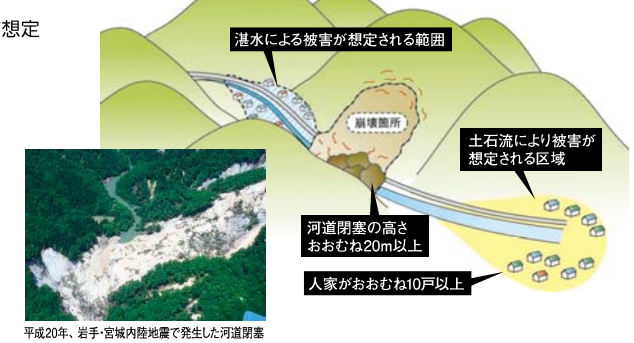 想定
湛水による被害が想定される範囲
崩壊箇所
土石流により被害が
想定される区域
河道閉塞の高さ
おおむね20m以上
人家がおおむね10戸以上
平成20年、岩手・宮城内陸地震で発生した河道閉塞